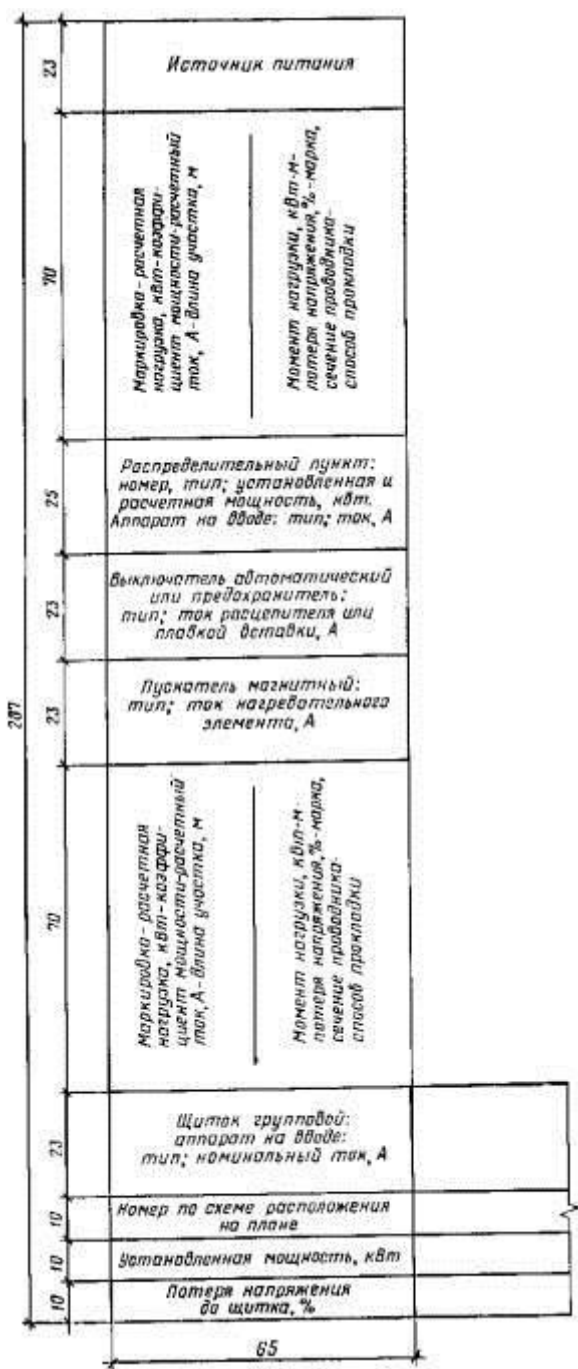 23
Источник питания
70
Маркировка-расчетная
нагрузка, кВт-коэффи-
циент мощности-расчетный
ток, А-длина участка, м
Момент нагрузки, кВт-м-
потеря напряжения,%-марка,
сечение проводника-
способ прокладки
25
Распределительный пункт:
номер, тип; установленная и
расчетная мощность, кВт.
Аппарат на вводе: тип; ток, А
23
Выключатель автоматический
или предохранитель:
тип; ток расцепителя или
плавкой вставки, А
287
23
Пускатель магнитный:
тип; ток нагревательного
элемента, А
70
Маркировка-расчетная
нагрузка, кВт-коэффи-
циент мощности-расчетный
ток, А-длина участка, м
Момент нагрузки, кВт-м-
потеря напряжения,%-марка,
сечение проводника-
способ прокладки
23
Щиток групповой:
аппарат на вводе:
тип; номинальный ток, А
10
Номер по схеме расположения
на плане
10
Установленная мощность, кВт
10
Потеря напряжения
до щитка, %
65